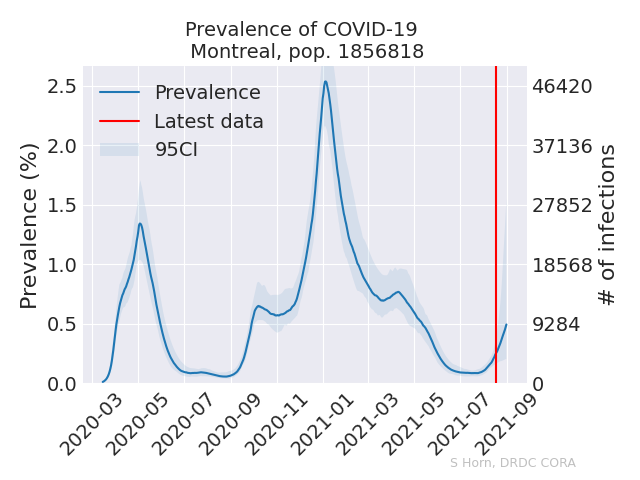 Prevalence of COVID-19
Montreal, pop. 1856818
Prevalence (%)
2.5
2.0
1.5
1.0
0.5
0.0
Prevalence
Latest data
95CI
46420
37136
27852
18568
9284
0
# of infections
2020-03
2020-05
2020-07
2020-09
2020-11
2021-01
2021-03
2021-05
2021-07
2021-09
S Horn, DRDC CORA